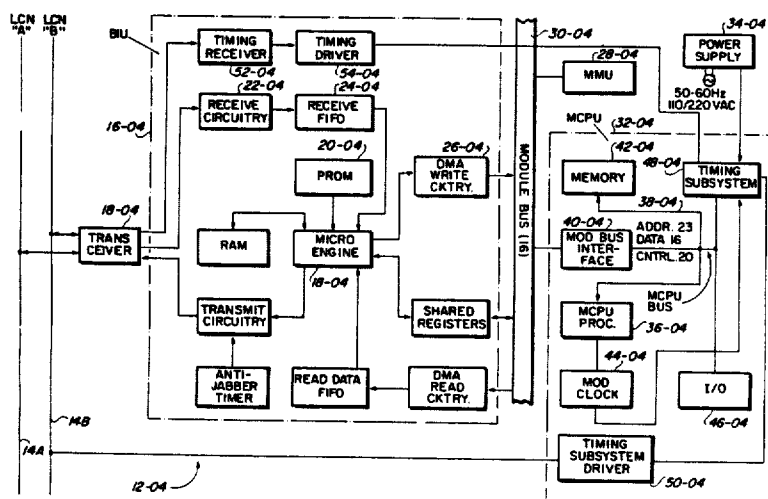 LCN
"A"
LCN
"B"
BIU
TIMING
RECEIVER
52-04
TIMING
DRIVER
54-04
22-04
24-04
RECEIVE
CIRCUITRY
RECEIVE
FIFO
16-04
20-04
PROM
26-04
DMA
WRITE
CKTRY.
18-04
TRANS
CEIVER
RAM
MICRO
ENGINE
18-04
TRANSMIT
CIRCUITRY
SHARED
REGISTERS
ANTI-
JABBER
TIMER
READ DATA
FIFO
DMA
READ
CKTRY.
14B
14A
12-04
MODULE BUS (16)
30-04
28-04
MMU
34-04
POWER
SUPPLY
50-60Hz
110/220 VAC
MCPU
32-04
42-04
MEMORY
48-04
TIMING
SUBSYSTEM
38-04
40-04
MOD BUS
INTER-
FACE
ADDR. 23
DATA 16
CNTRL. 20
MCPU
BUS
MCPU
PROC.
36-04
44-04
MOD
CLOCK
I/O
46-04
TIMING
SUBSYSTEM
DRIVER
50-04